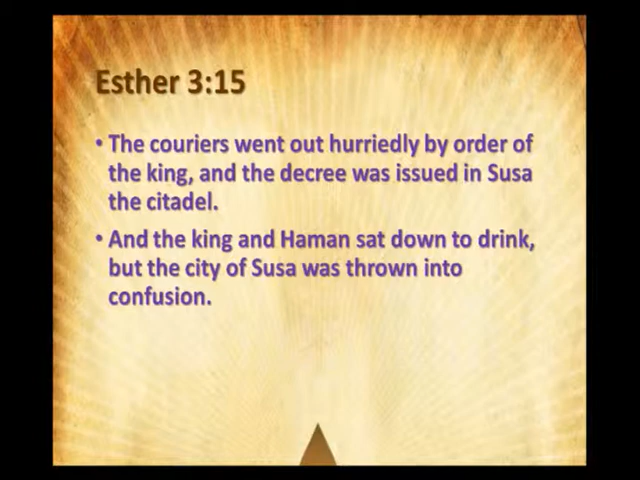 Esther 3:15
• The couriers went out hurriedly by order of
the king, and the decree was issued in Susa
the citadel.
• And the king and Haman sat down to drink,
but the city of Susa was thrown into
confusion.